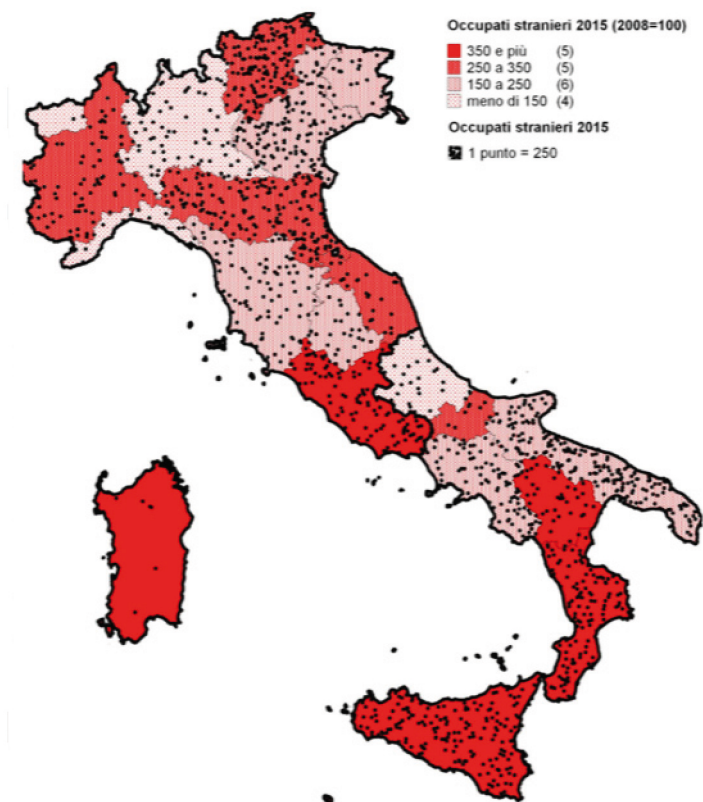 Occupati stranieri 2015 (2008=100)
350 e più (5)
250 a 350 (5)
150 a 250 (6)
meno di 150 (4)
Occupati stranieri 2015
1 punto = 250